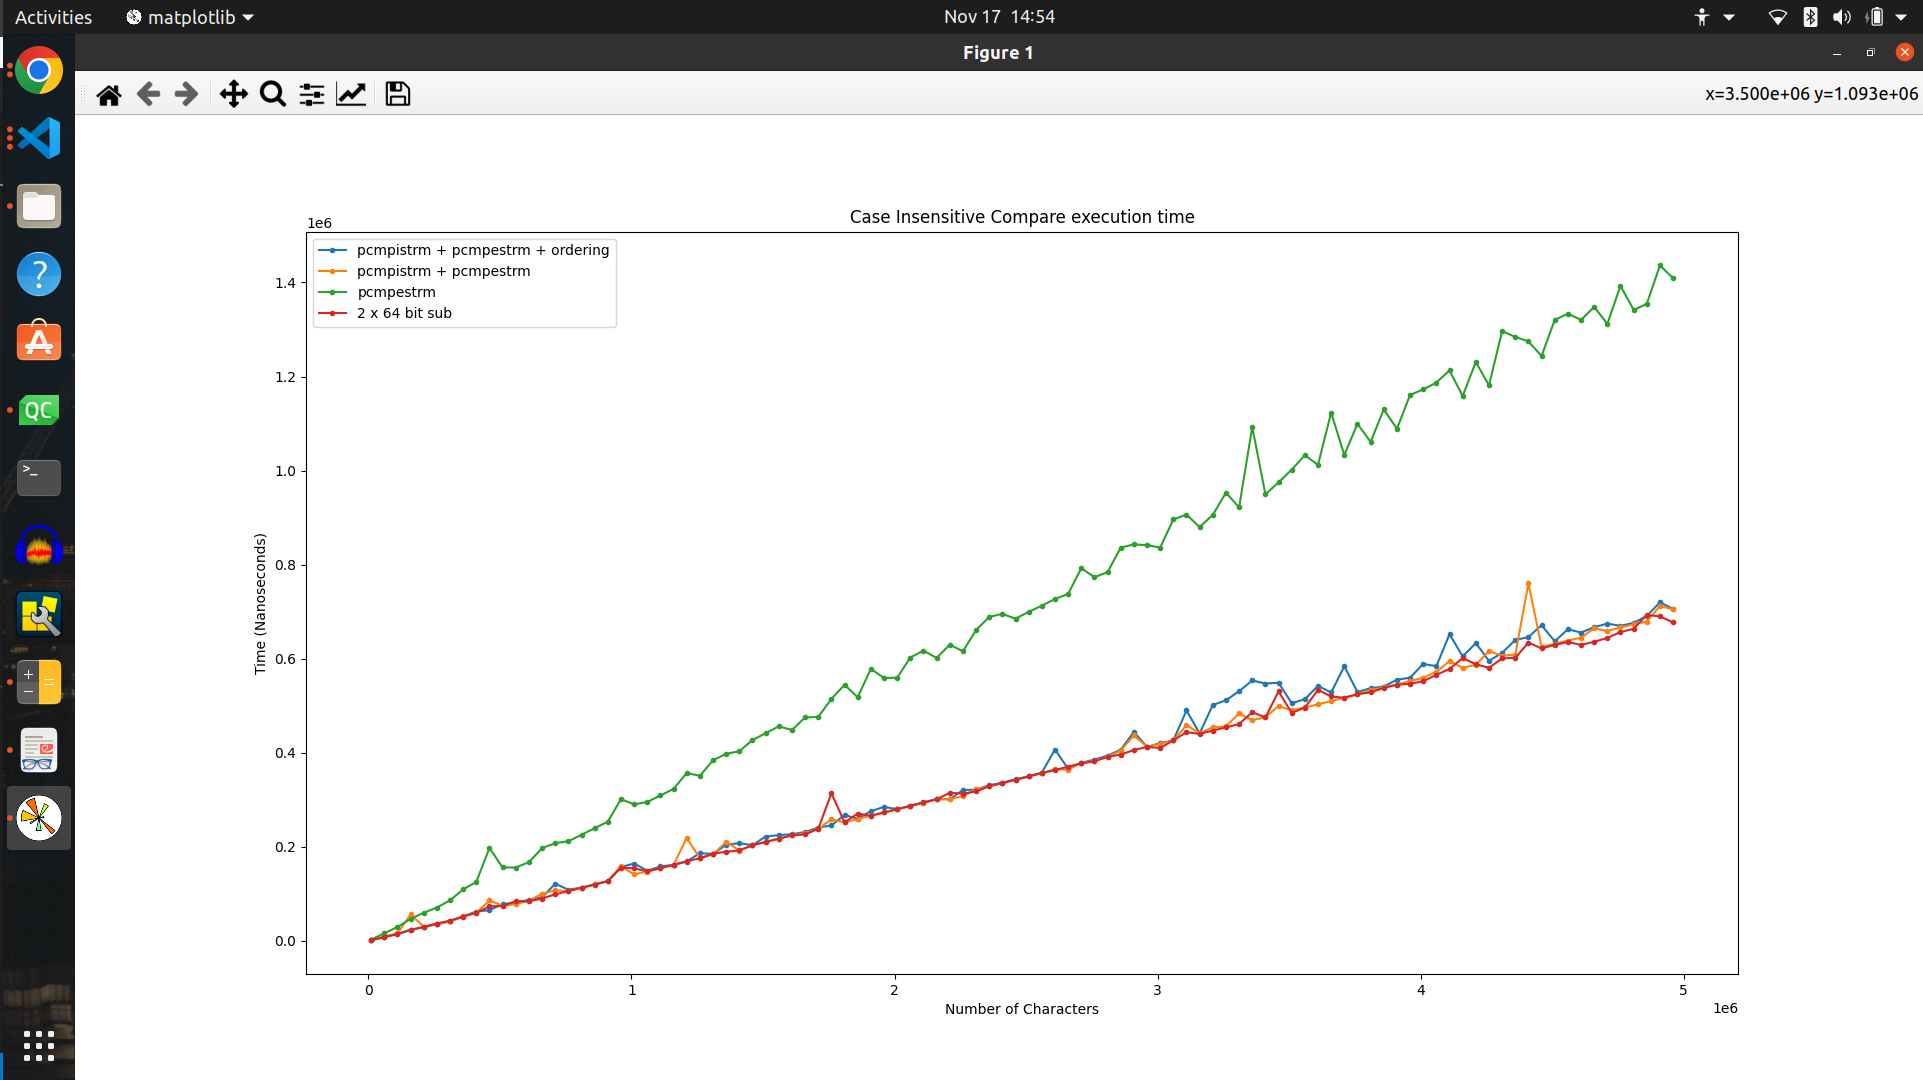 Activities
matplotlib
Nov 17 14:54
Figure 1
x=3.500e+06 y=1.093e+06
QC
>_
Case Insensitive Compare execution time
1e6
pcmpistrm + pcmpestrm + ordering
pcmpistrm + pcmpestrm
pcmpestrm
2 x 64 bit sub
1.4
1.2
1.0
0.8
0.6
0.4
0.2
0.0
Time (Nanoseconds)
0 1 2 3 4 5
Number of Characters
1e6